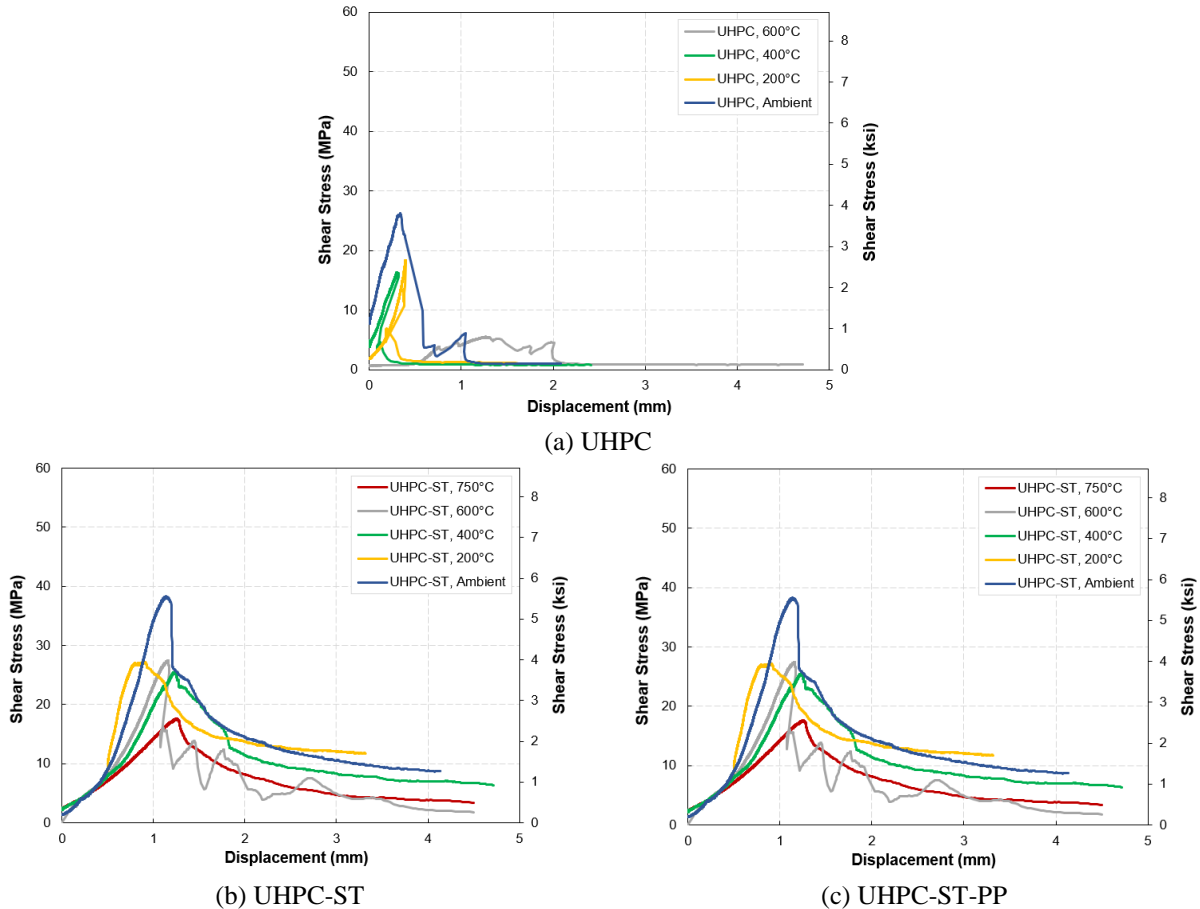 60
50
40
30
20
10
0
0
1
2
3
4
5
8
7
6
5
4
3
2
1
0
Shear Stress (MPa)
Shear Stress (ksi)
Displacement (mm)
UHPC, 600°C
UHPC, 400°C
UHPC, 200°C
UHPC, Ambient
(a) UHPC
60
50
40
30
20
10
0
0
1
2
3
4
5
8
7
6
5
4
3
2
1
0
Shear Stress (MPa)
Shear Stress (ksi)
Displacement (mm)
UHPC-ST, 750°C
UHPC-ST, 600°C
UHPC-ST, 400°C
UHPC-ST, 200°C
UHPC-ST, Ambient
(b) UHPC-ST
60
50
40
30
20
10
0
0
1
2
3
4
5
8
7
6
5
4
3
2
1
0
Shear Stress (MPa)
Shear Stress (ksi)
Displacement (mm)
UHPC-ST, 750°C
UHPC-ST, 600°C
UHPC-ST, 400°C
UHPC-ST, 200°C
UHPC-ST, Ambient
(c) UHPC-ST-PP